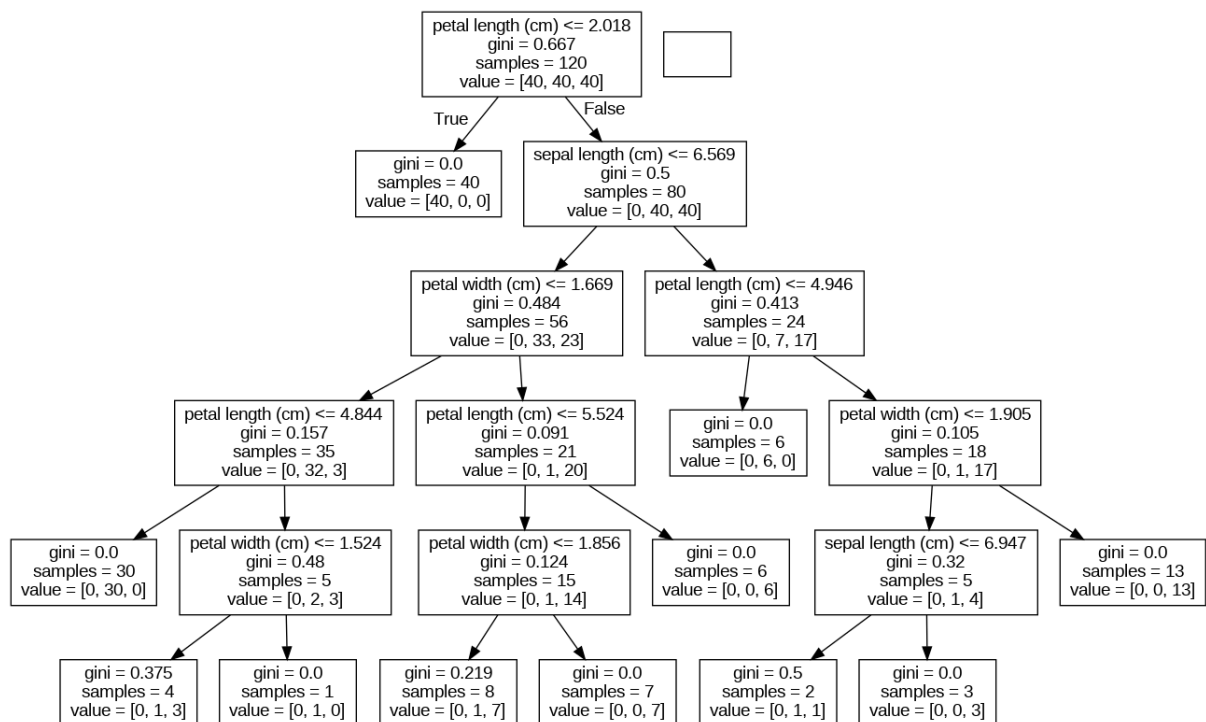 petal length (cm) <= 2.018
gini = 0.667
samples = 120
value = [40, 40, 40]
True
False
gini = 0.0
samples = 40
value = [40, 0, 0]
sepal length (cm) <= 6.569
gini = 0.5
samples = 80
value = [0, 40, 40]
petal width (cm) <= 1.669
gini = 0.484
samples = 56
value = [0, 33, 23]
petal length (cm) <= 4.946
gini = 0.413
samples = 24
value = [0, 7, 17]
petal length (cm) <= 4.844
gini = 0.157
samples = 35
value = [0, 32, 3]
petal length (cm) <= 5.524
gini = 0.091
samples = 21
value = [0, 1, 20]
gini = 0.0
samples = 6
value = [0, 6, 0]
petal width (cm) <= 1.905
gini = 0.105
samples = 18
value = [0, 1, 17]
gini = 0.0
samples = 30
value = [0, 30, 0]
petal width (cm) <= 1.524
gini = 0.48
samples = 5
value = [0, 2, 3]
petal width (cm) <= 1.856
gini = 0.124
samples = 15
value = [0, 1, 14]
gini = 0.0
samples = 6
value = [0, 0, 6]
sepal length (cm) <= 6.947
gini = 0.32
samples = 5
value = [0, 1, 4]
gini = 0.0
samples = 13
value = [0, 0, 13]
gini = 0.375
samples = 4
value = [0, 1, 3]
gini = 0.0
samples = 1
value = [0, 1, 0]
gini = 0.219
samples = 8
value = [0, 1, 7]
gini = 0.0
samples = 7
value = [0, 0, 7]
gini = 0.5
samples = 2
value = [0, 1, 1]
gini = 0.0
samples = 3
value = [0, 0, 3]